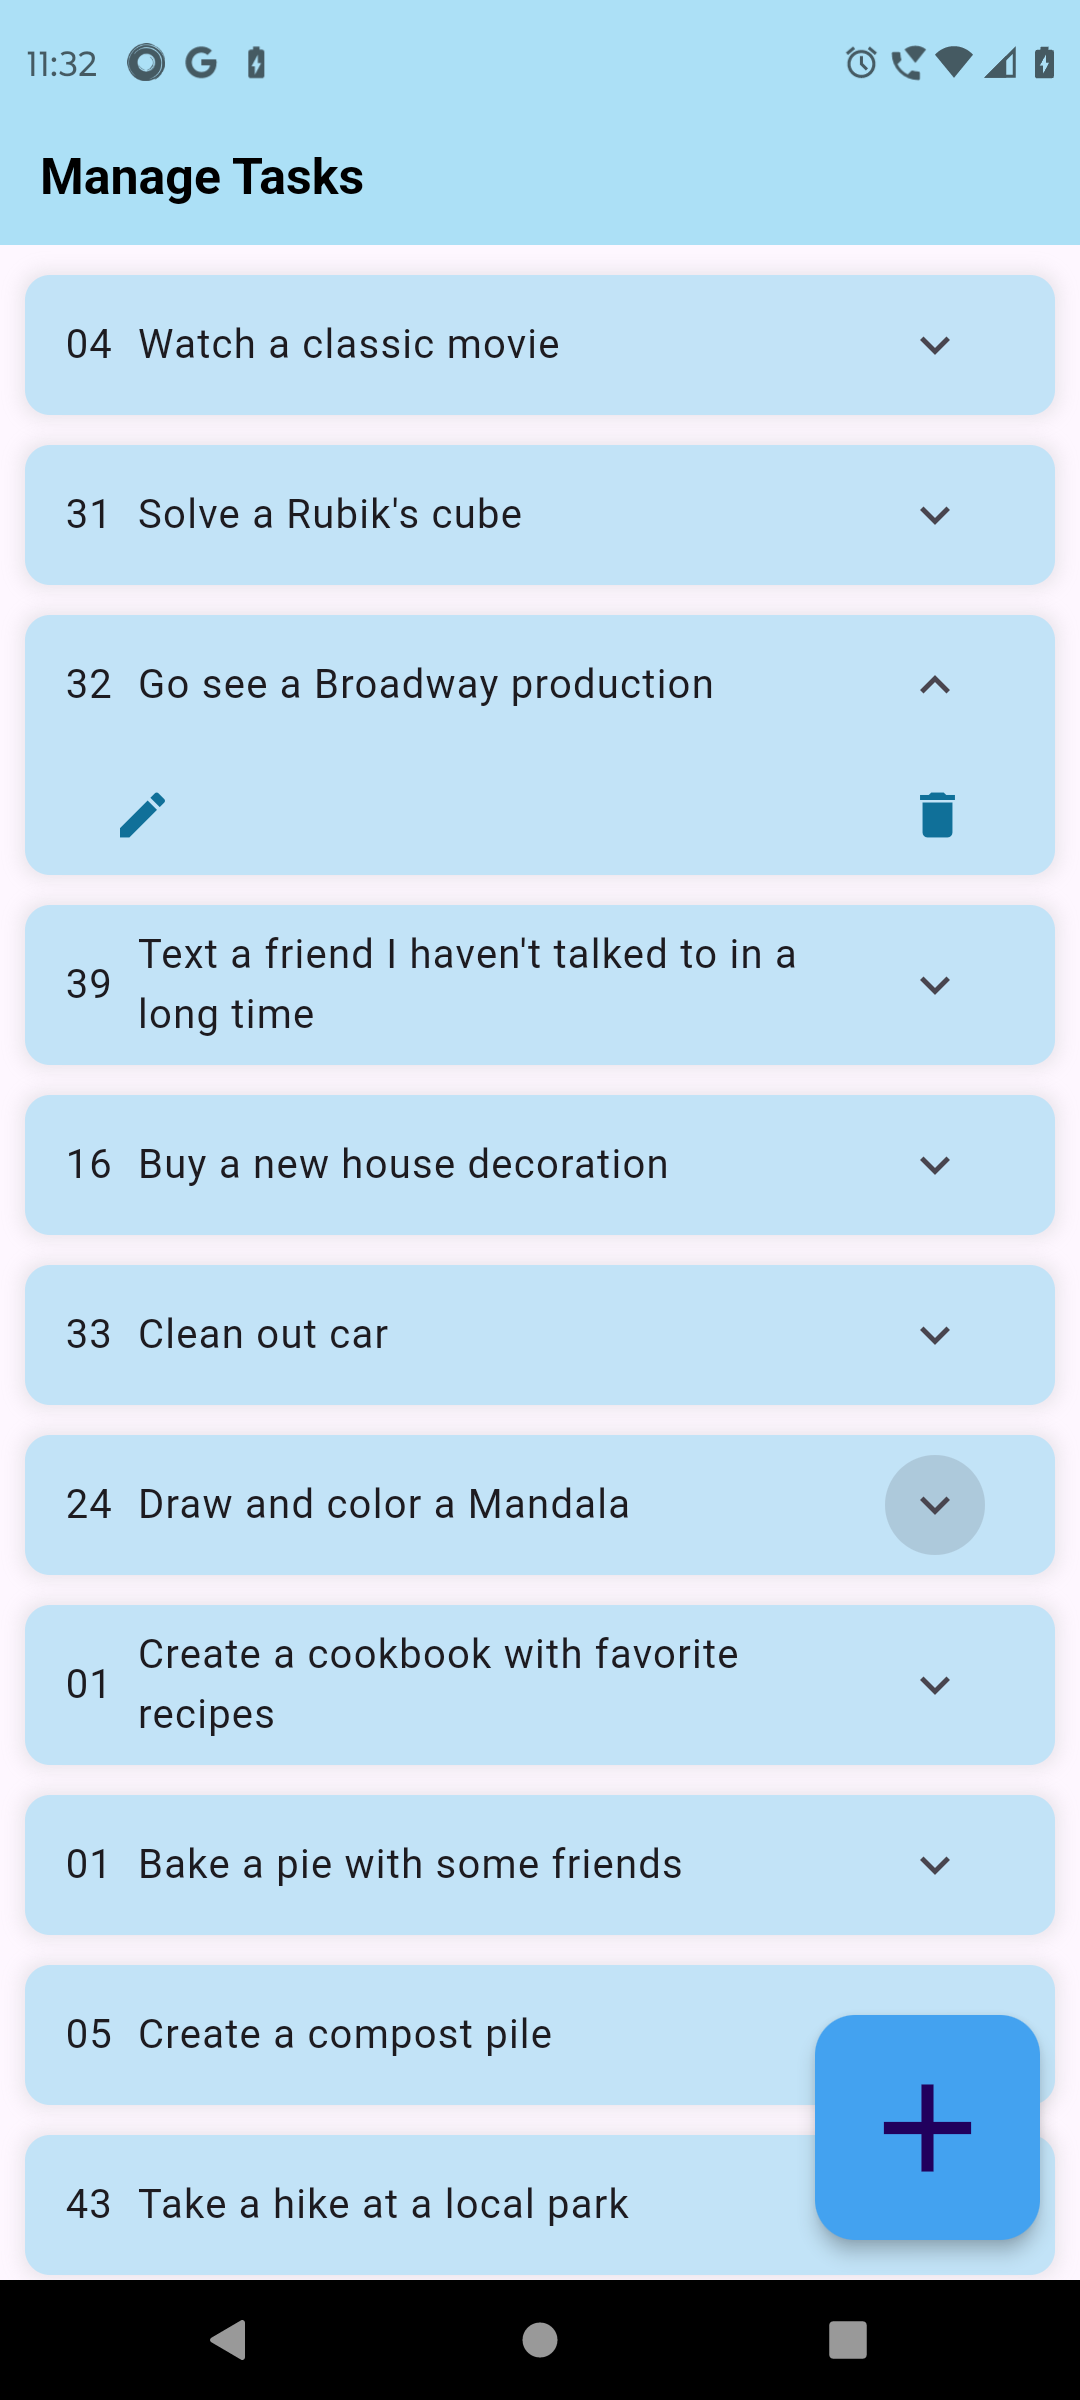 11:32
Manage Tasks
04 Watch a classic movie
31 Solve a Rubik's cube
32 Go see a Broadway production
39 Text a friend I haven't talked to in a
long time
16 Buy a new house decoration
33 Clean out car
24 Draw and color a Mandala
01 Create a cookbook with favorite
recipes
01 Bake a pie with some friends
05 Create a compost pile
43 Take a hike at a local park